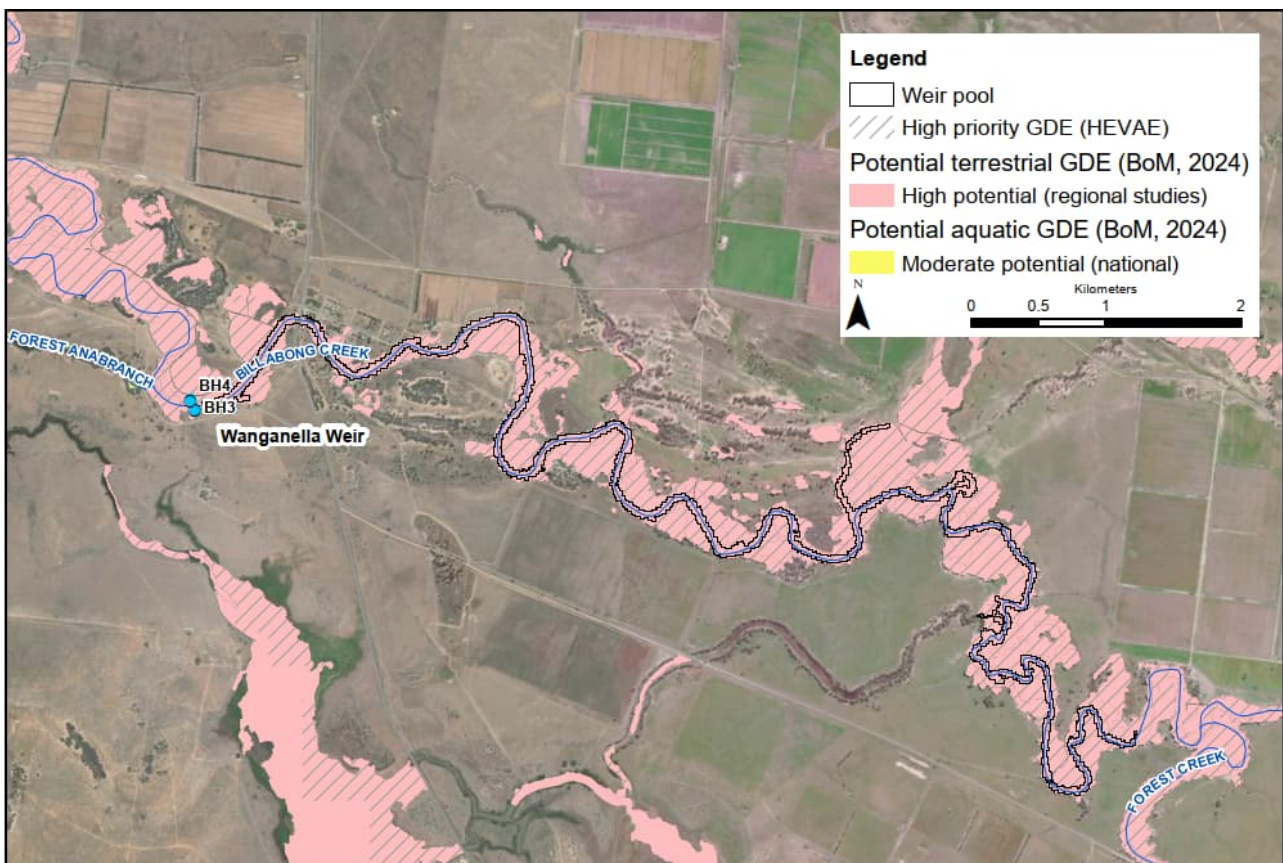 Legend
Weir pool
High priority GDE (HEVAE)
Potential terrestrial GDE (BoM, 2024)
High potential (regional studies)
Potential aquatic GDE (BoM, 2024)
Moderate potential (national)
N
Kilometers
0 0.5 1 2
FOREST ANABRANCH
BILLABONG CREEK
BH4
BH3
Wanganella Weir
FOREST CREEK